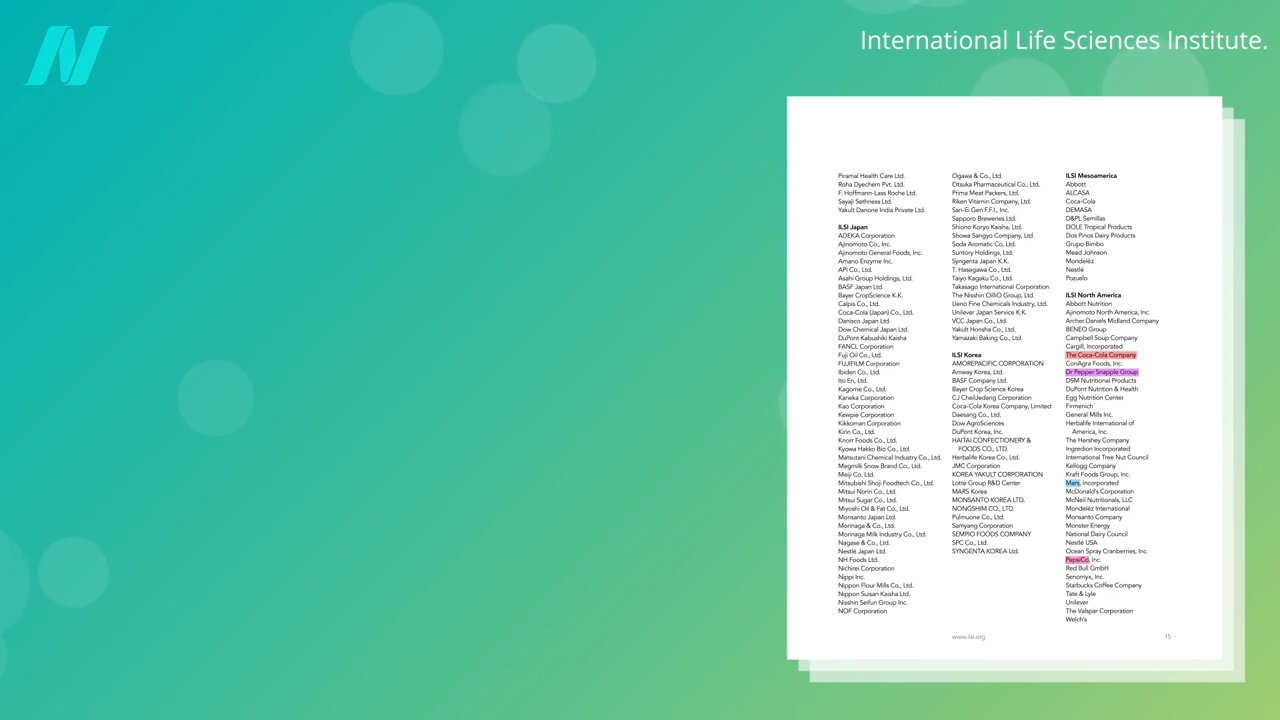 International Life Sciences Institute.
Piramal Health Care Ltd.
Roha Dyechem Pvt. Ltd.
F. Hoffmann-Lass Roche Ltd.
Sayaji Sethness Ltd.
Yakult Danone India Private Ltd.
ILSI Japan
ADEKA Corporation
Ajinomoto Co., Inc.
Ajinomoto General Foods, Inc.
Amano Enzyme Inc.
API Co., Ltd.
Asahi Group Holdings, Ltd.
BASF Japan Ltd.
Bayer CropScience K.K.
Calpis Co., Ltd.
Coca-Cola (Japan) Co., Ltd.
Danisco Japan Ltd.
Dow Chemical Japan Ltd.
DuPont Kabushiki Kaisha
FANCL Corporation
Fuji Oil Co., Ltd.
FUJIFILM Corporation
Ibiden Co., Ltd.
Ito En, Ltd.
Kagome Co., Ltd.
Kaneka Corporation
Kao Corporation
Kewpie Corporation
Kikkoman Corporation
Kirin Co., Ltd.
Knorr Foods Co., Ltd.
Kyowa Hakko Bio Co., Ltd.
Matsutani Chemical Industry Co., Ltd.
Megmilk Snow Brand Co., Ltd.
Meiji Co. Ltd.
Mitsubishi Shoji Foodtech Co., Ltd.
Mitsui Norin Co., Ltd.
Mitsui Sugar Co., Ltd.
Miyoshi Oil & Fat Co., Ltd.
Monsanto Japan Ltd.
Morinaga & Co., Ltd.
Morinaga Milk Industry Co., Ltd.
Nagase & Co., Ltd.
Nestlé Japan Ltd.
NH Foods Ltd.
Nichirei Corporation
Nippi Inc.
Nippon Flour Mills Co., Ltd.
Nippon Suisan Kaisha Ltd.
Nisshin Seifun Group Inc.
NOF Corporation
Ogawa & Co., Ltd.
Otsuka Pharmaceutical Co., Ltd.
Prima Meat Packers, Ltd.
Riken Vitamin Company, Ltd.
San-Ei Gen F.F.I., Inc.
Sapporo Breweries Ltd.
Shiono Koryo Kaisha, Ltd.
Showa Sangyo Company, Ltd.
Soda Aromatic Co, Ltd.
Suntory Holdings, Ltd.
Syngenta Japan K.K.
T. Hasegawa Co., Ltd.
Taiyo Kagaku Co., Ltd.
Takasago International Corporation
The Nisshin OilliO Group, Ltd.
Ueno Fine Chemicals Industry, Ltd.
Unilever Japan Service K.K.
VCC Japan Co., Ltd.
Yakult Honsha Co., Ltd.
Yamazaki Baking Co., Ltd.
ILSI Korea
AMOREPACIFIC CORPORATION
Amway Korea, Ltd.
BASF Company Ltd.
Bayer Crop Science Korea
CJ CheilJedang Corporation
Coca-Cola Korea Company, Limited
Daesang Co., Ltd.
Dow AgroSciences
DuPont Korea, Inc.
HAITAI CONFECTIONERY &
FOODS CO., LTD.
Herbalife Korea Co., Ltd.
JMC Corporation
KOREA YAKULT CORPORATION
Lotte Group R&D Center
MARS Korea
MONSANTO KOREA LTD.
NONGSHIM CO., LTD.
Pulmuone Co., Ltd.
Samyang Corporation
SEMPIO FOODS COMPANY
SPC Co., Ltd.
SYNGENTA KOREA Ltd.
ILSI Mesoamerica
Abbott
ALCASA
Coca-Cola
DEMASA
D&PL Semillas
DOLE Tropical Products
Dos Pinos Dairy Products
Grupo Bimbo
Mead Johnson
Mondeléz
Nestlé
Pozuelo
ILSI North America
Abbott Nutrition
Ajinomoto North America, Inc.
Archer Daniels Midland Company
BENEO Group
Campbell Soup Company
Cargill, Incorporated
The Coca-Cola Company
ConAgra Foods, Inc.
Dr Pepper Snapple Group
DSM Nutritional Products
DuPont Nutrition & Health
Egg Nutrition Center
Firmenich
General Mills Inc.
Herbalife International of
America, Inc.
The Hershey Company
Ingredion Incorporated
International Tree Nut Council
Kellogg Company
Kraft Foods Group, Inc.
Mars, Incorporated
McDonald's Corporation
McNeil Nutritionals, LLC
Mondeléz International
Monsanto Company
Monster Energy
National Dairy Council
Nestlé USA
Ocean Spray Cranberries, Inc.
PepsiCo, Inc.
Red Bull GmbH
Senomyx, Inc.
Starbucks Coffee Company
Tate & Lyle
Unilever
The Valspar Corporation
Welch's
www.ilsi.org
15